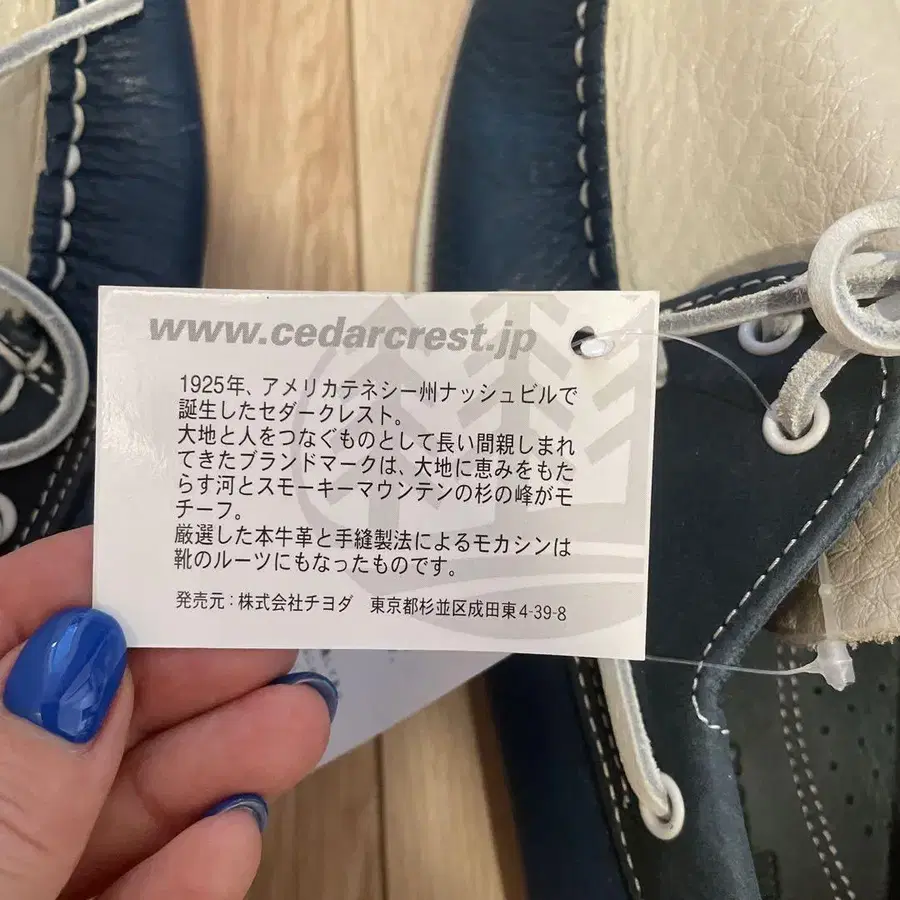 www.cedarcrest.jp
1925年、アメリカテネシー州ナッシュビルで
誕生したセダークレスト。
大地と人をつなぐものとして長い間親しまれ
てきたブランドマークは、大地に恵みをもた
らす河とスモーキーマウンテンの杉の峰がモ
チーフ。
厳選した本牛革と手縫製法によるモカシンは
靴のルーツにもなったものです。
発売元：株式会社チヨダ 東京都杉並区成田東4-39-8